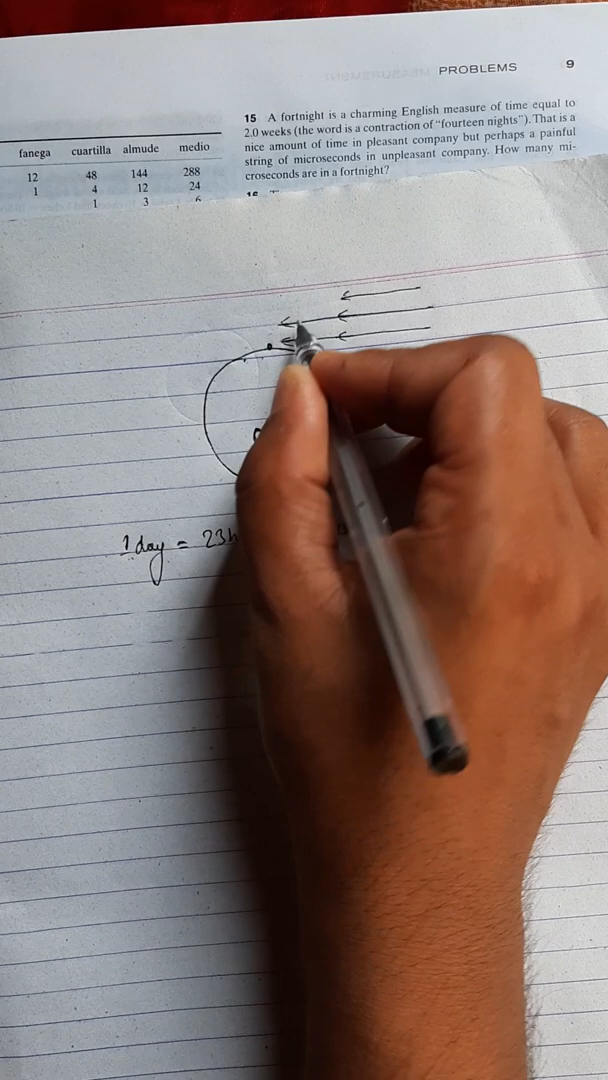 PROBLEMS 9
fanega cuartilla almude medio
12 48 144 288
1 4 12 24
1 3 6
15 A fortnight is a charming English measure of time equal to
2.0 weeks (the word is a contraction of “fourteen nights”). That is a
nice amount of time in pleasant company but perhaps a painful
string of microseconds in unpleasant company. How many mi-
croseconds are in a fortnight?
1 day = 23h